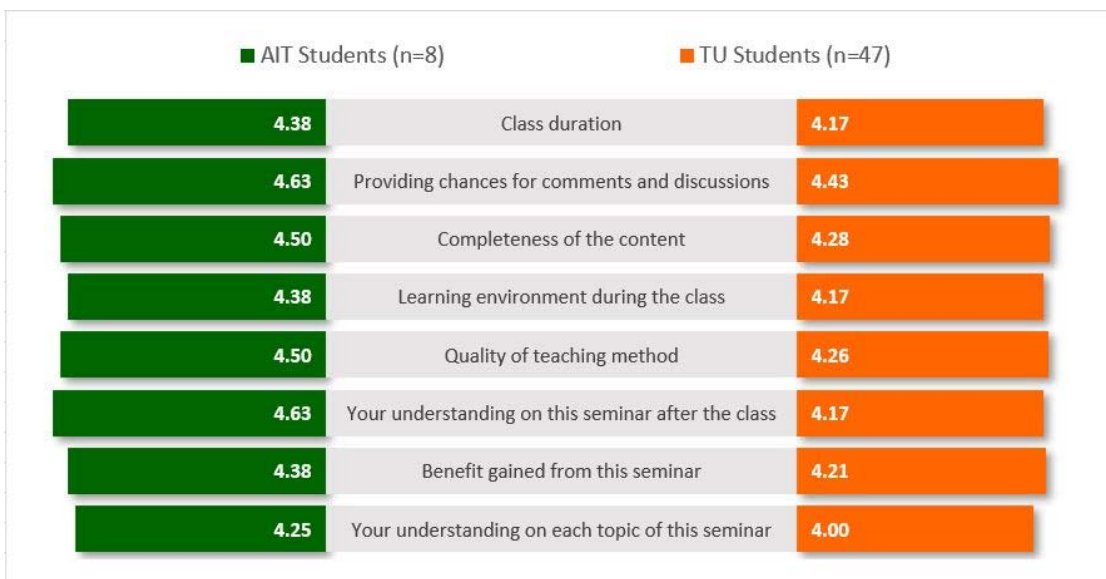 AIT Students (n=8) TU Students (n=47)
4.38 Class duration 4.17
4.63 Providing chances for comments and discussions 4.43
4.50 Completeness of the content 4.28
4.38 Learning environment during the class 4.17
4.50 Quality of teaching method 4.26
4.63 Your understanding on this seminar after the class 4.17
4.38 Benefit gained from this seminar 4.21
4.25 Your understanding on each topic of this seminar 4.00